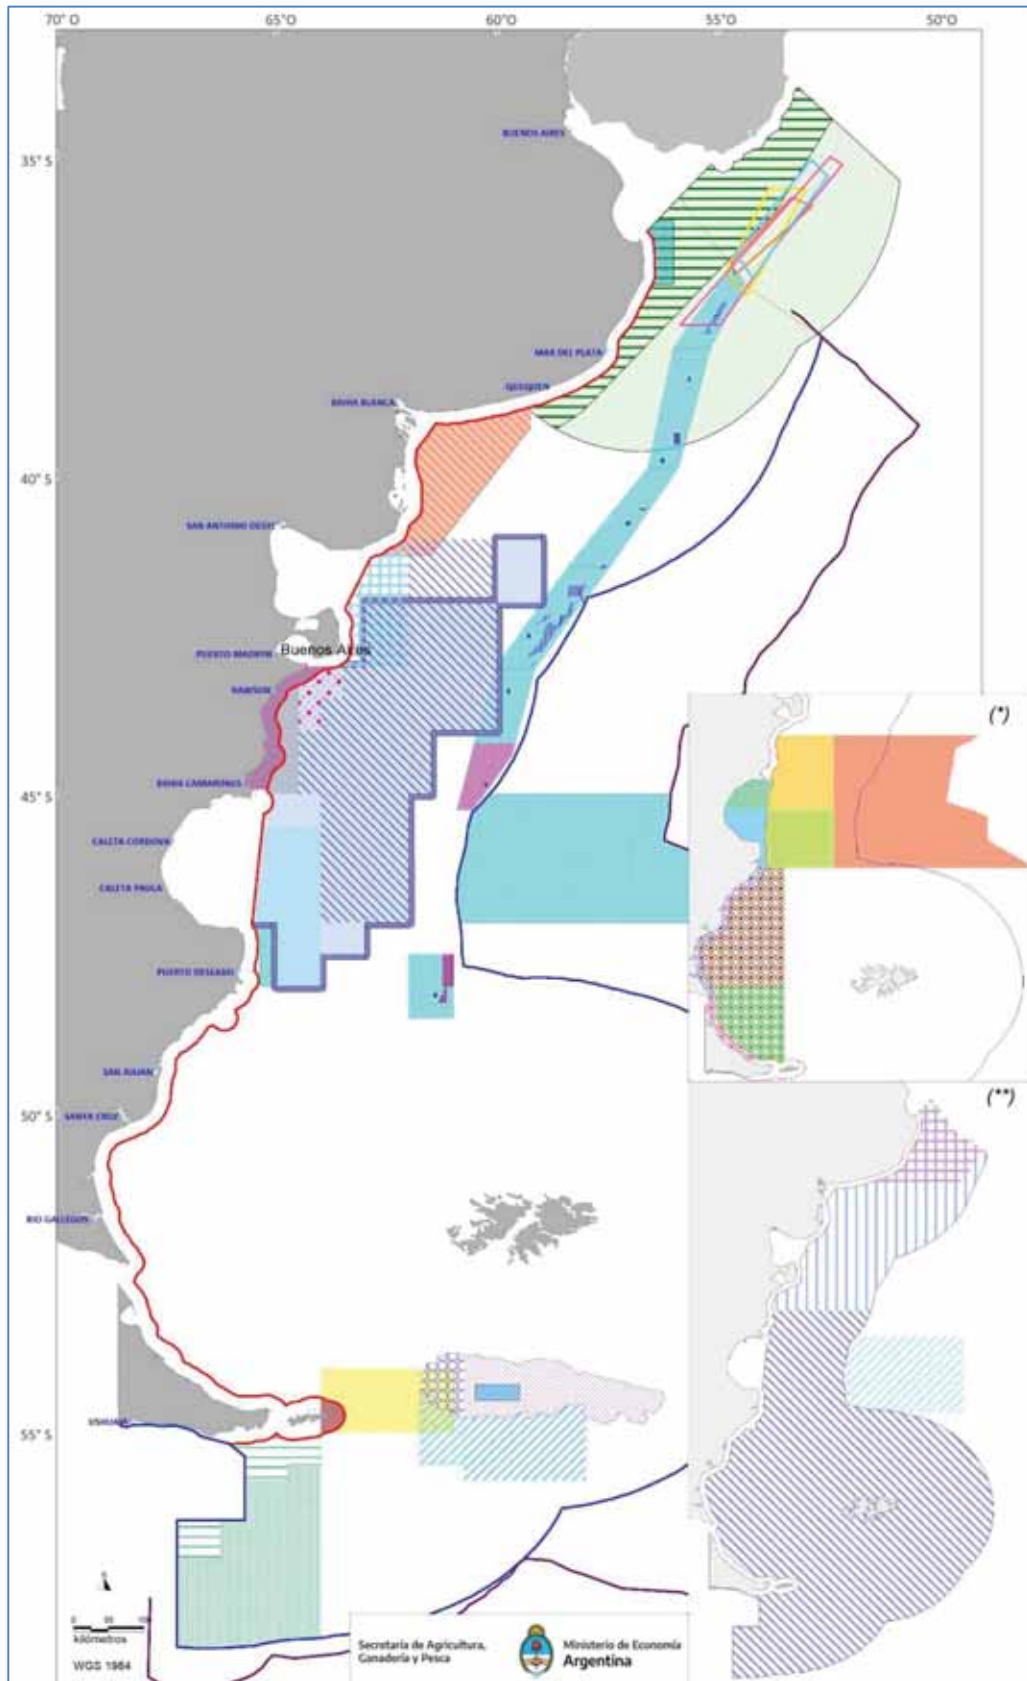 70° O
65°O
60°O
55°O
50°O
BUENOS AIRES
35° S
MAR DEL PLATA
QUEQUEN
BAHIA BLANCA
40° S
SAN ANTONIO OESTE
PUERTO MADRYN
Buenos Aires
RAWSON
(*)
BAHIA CAMARONES
45° S
CALETA CORDOVA
CALETA PAULA
PUERTO DESEADO
SAN JULIAN
(**)
50° S
SANTA CRUZ
RIO GALLEGOS
USHUAIA
55° S
kilómetros
WGS 1984
Secretaría de Agricultura,
Ganadería y Pesca
Ministerio de Economía
Argentina